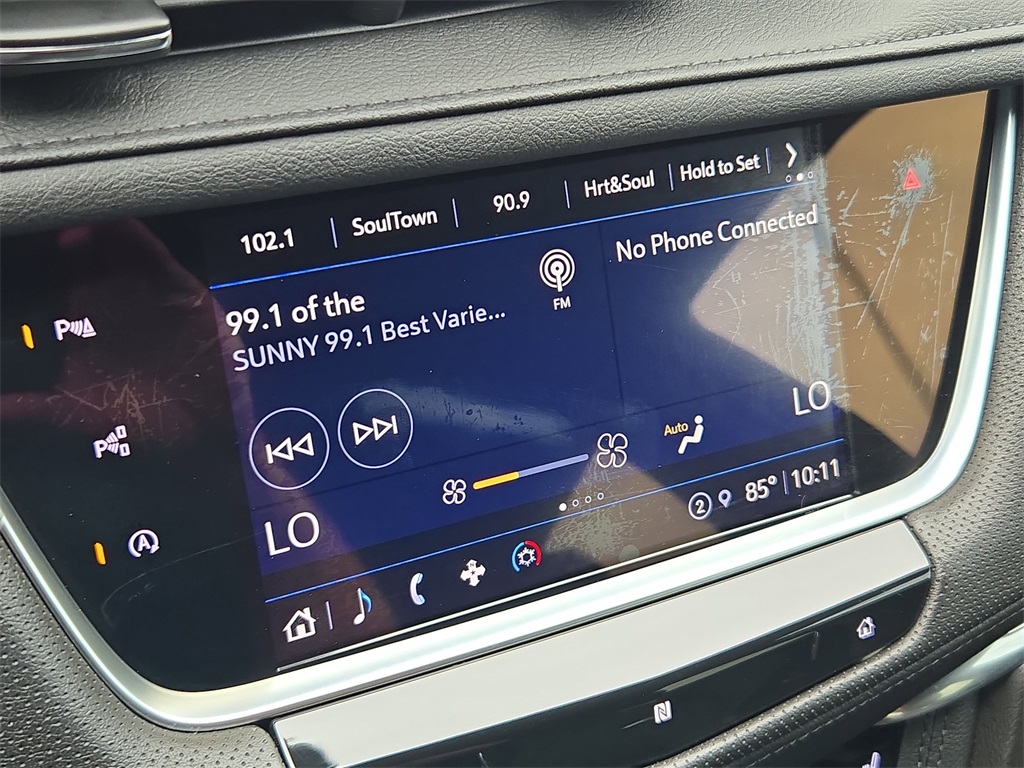 102.1
SoulTown
90.9
Hrt&Soul
Hold to Set
99.1 of the
SUNNY 99.1 Best Varie...
FM
No Phone Connected
P
P
A
LO
Auto
LO
2
85°
10:11
N